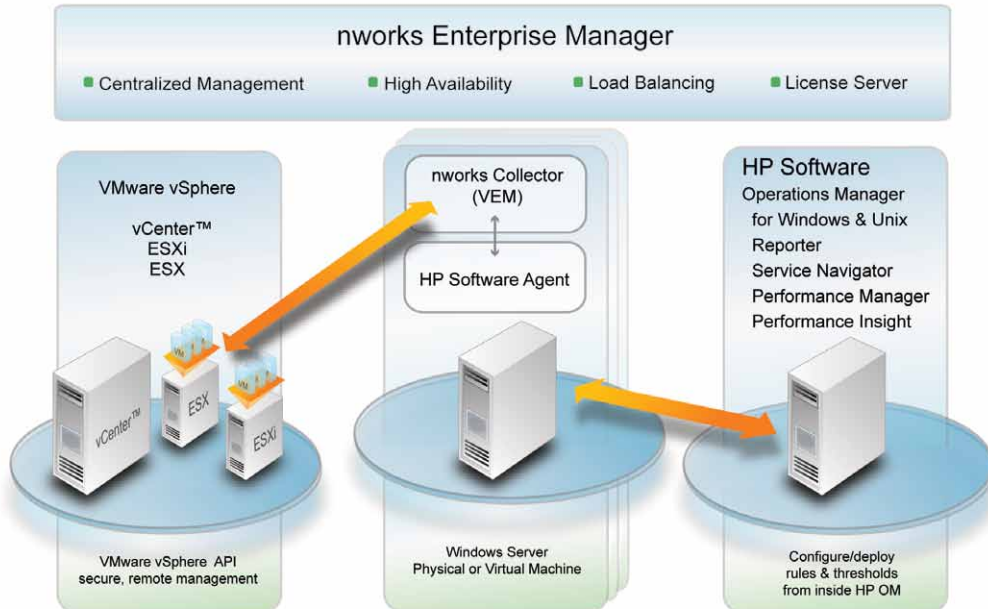 nworks Enterprise Manager
Centralized Management
High Availability
Load Balancing
License Server
VMware vSphere
vCenter™
ESXi
ESX
VM
ESX
VM
ESXi
vCenter™
VMware vSphere API
secure, remote management
nworks Collector
(VEM)
HP Software Agent
Windows Server
Physical or Virtual Machine
HP Software
Operations Manager
for Windows & Unix
Reporter
Service Navigator
Performance Manager
Performance Insight
Configure/deploy
rules & thresholds
from inside HP OM